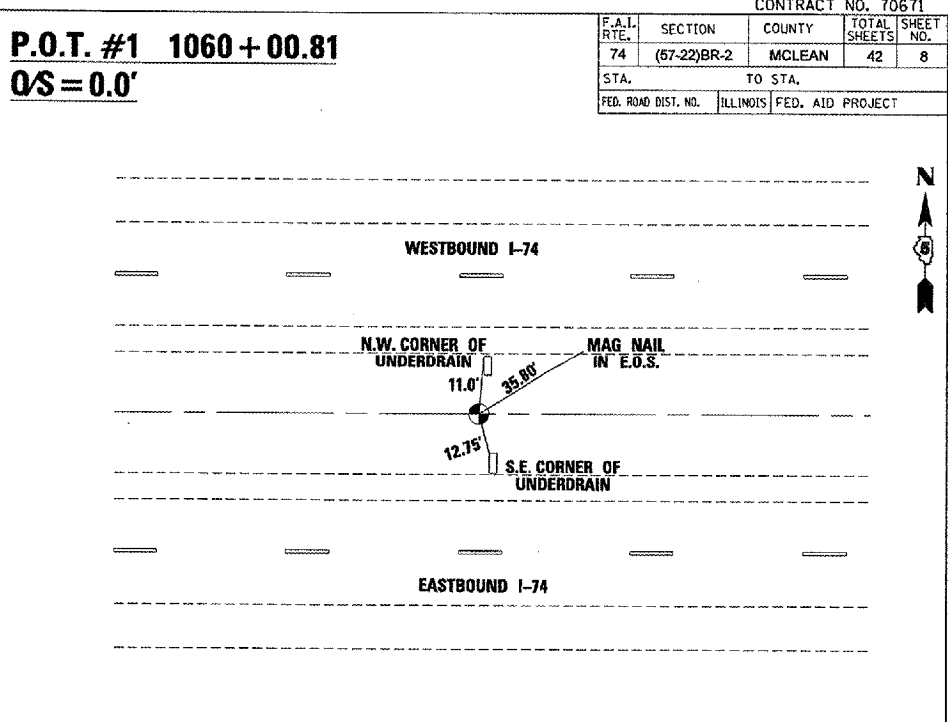 CONTRACT NO. 70671
P.O.T. #1 1060+00.81
O/S = 0.0'
F.A.I. RTE. SECTION COUNTY TOTAL SHEETS SHEET NO.
74 (57-22)BR-2 MCLEAN 42 8
STA. TO STA.
FED. ROAD DIST. NO. ILLINOIS FED. AID PROJECT
N
5
WESTBOUND I-74
N.W. CORNER OF
UNDERDRAIN
MAG NAIL
IN E.O.S.
11.0'
35.80'
12.75'
S.E. CORNER OF
UNDERDRAIN
EASTBOUND I-74